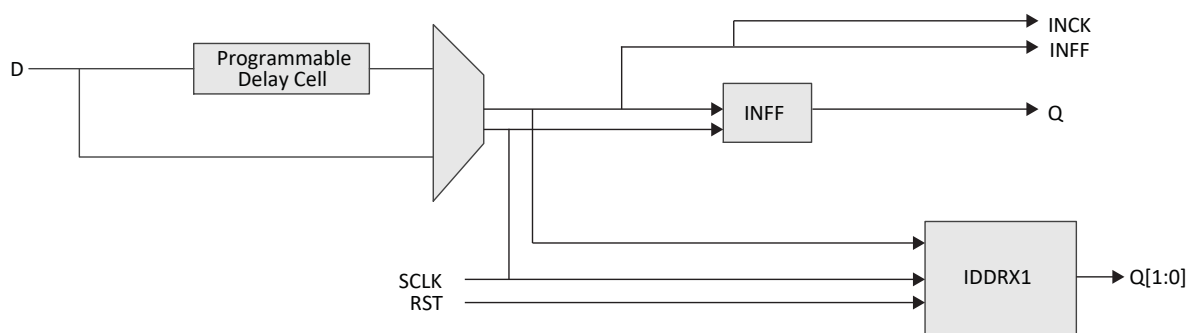 INCK
INFF
D
Programmable
Delay Cell
INFF
Q
SCLK
RST
IDDRX1
Q[1:0]